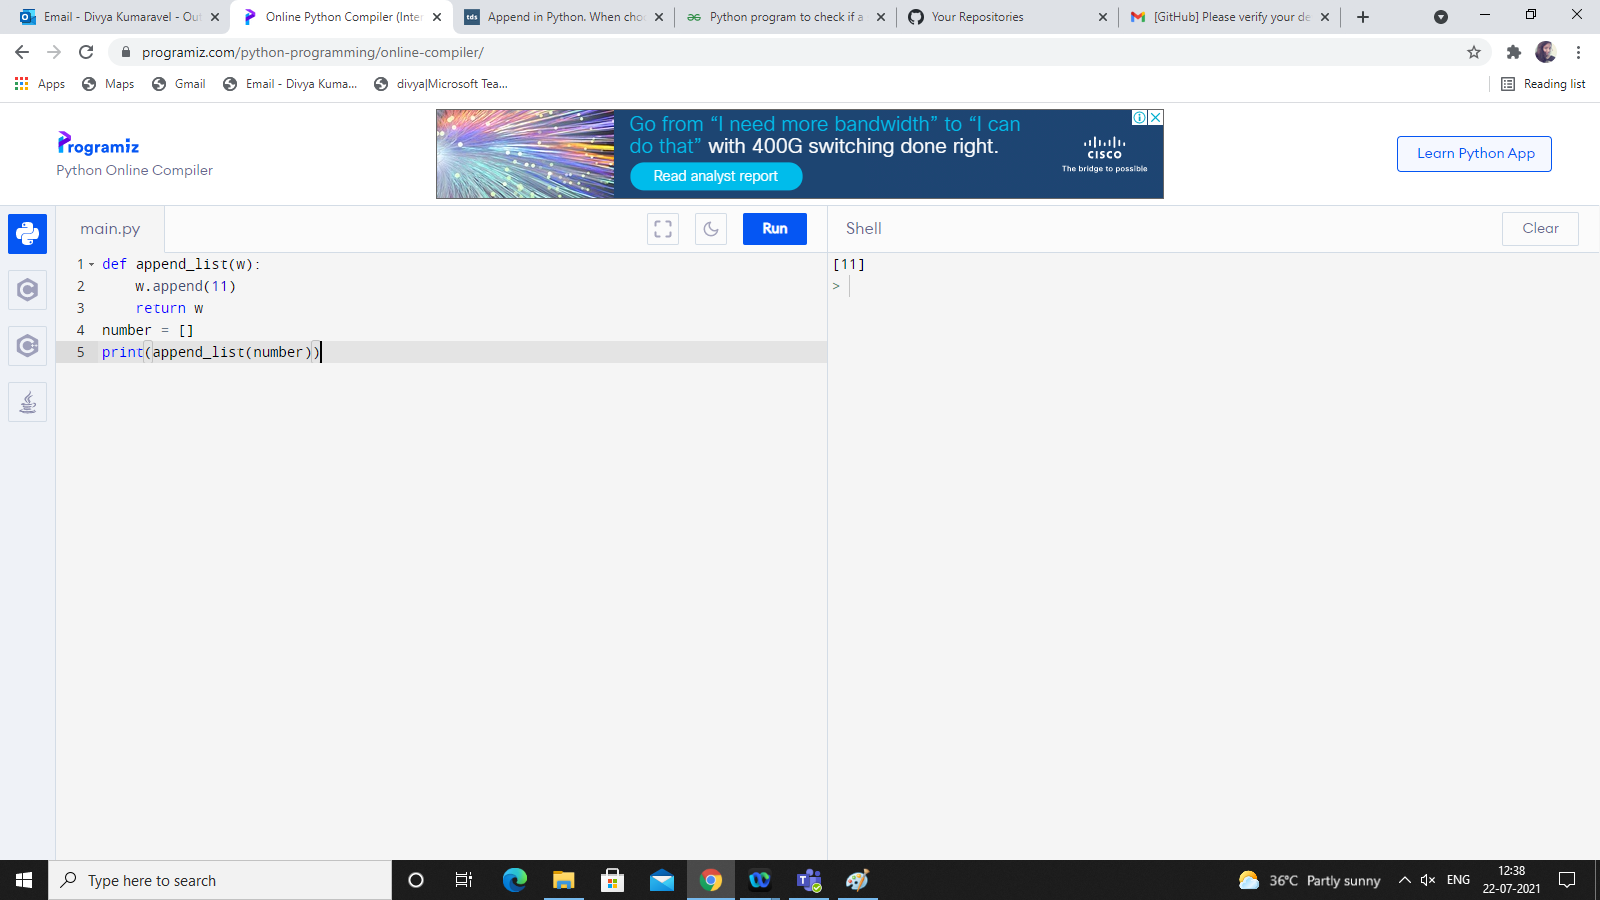 Email - Divya Kumaravel - Out
Online Python Compiler (Inter
tds Append in Python. When cho
Python program to check if a
Your Repositories
[GitHub] Please verify your de
programiz.com/python-programming/online-compiler/
Apps
Maps
Gmail
Email - Divya Kuma...
divya|Microsoft Tea...
Reading list
Programiz
Python Online Compiler
Go from “I need more bandwidth” to “I can
do that” with 400G switching done right.
Read analyst report
CISCO
The bridge to possible
Learn Python App
main.py
Run
Shell
Clear
1 def append_list(w):
2     w.append(11)
3     return w
4 number = []
5 print(append_list(number))
[11]
>
Type here to search
36°C Partly sunny
ENG
12:38
22-07-2021